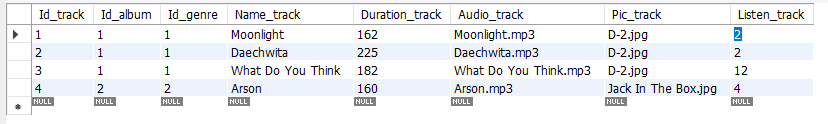 Id_track Id_album Id_genre Name_track Duration_track Audio_track Pic_track Listen_track
1 1 1 Moonlight 162 Moonlight.mp3 D-2.jpg 2
2 1 1 Daechwita 225 Daechwita.mp3 D-2.jpg 2
3 1 1 What Do You Think 182 What Do You Think.mp3 D-2.jpg 12
4 2 2 Arson 160 Arson.mp3 Jack In The Box.jpg 4
NULL NULL NULL NULL NULL NULL NULL NULL